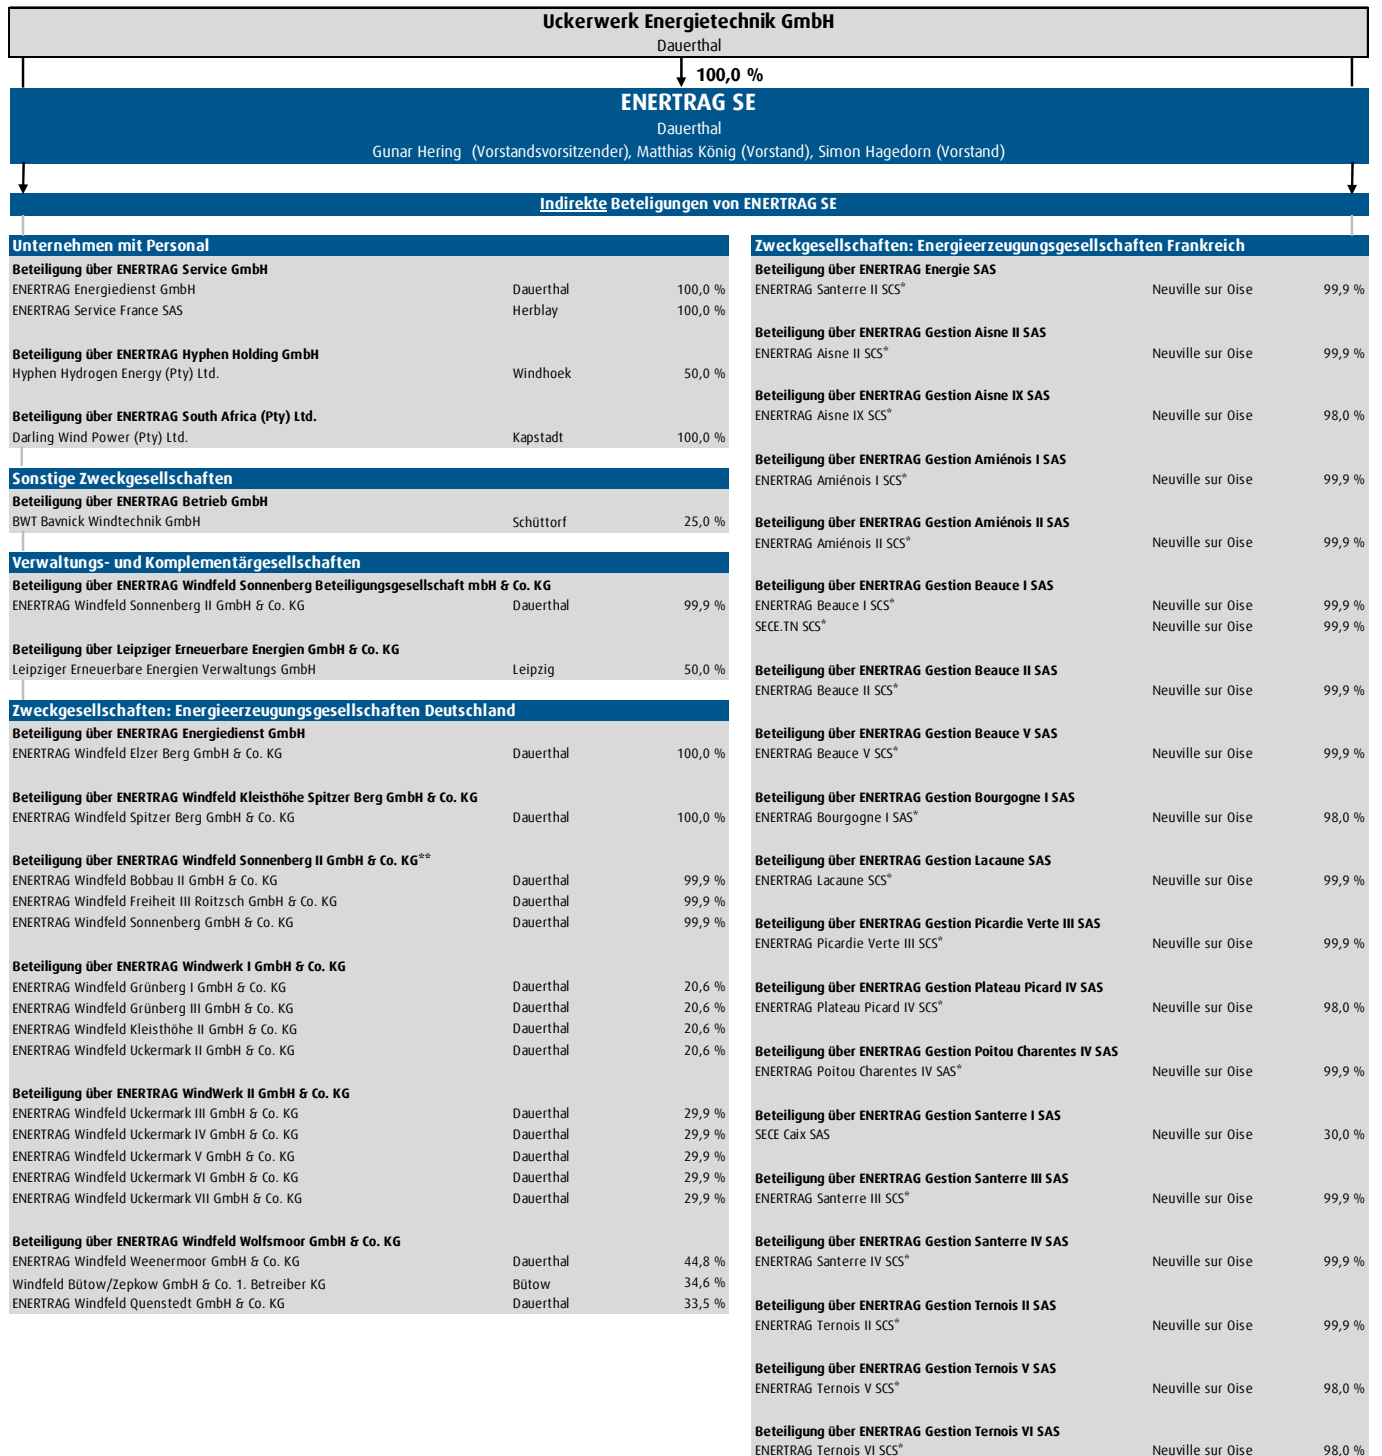 Uckerwerk Energietechnik GmbH
Dauerthal
100,0 %
ENERTRAG SE
Dauerthal
Gunar Hering (Vorstandsvorsitzender), Matthias König (Vorstand), Simon Hagedorn (Vorstand)
Indirekte Beteligungen von ENERTRAG SE
Unternehmen mit Personal
Beteiligung über ENERTRAG Service GmbH
ENERTRAG Energiedienst GmbH Dauerthal 100,0 %
ENERTRAG Service France SAS Herblay 100,0 %
Beteiligung über ENERTRAG Hyphen Holding GmbH
Hyphen Hydrogen Energy (Pty) Ltd. Windhoek 50,0 %
Beteiligung über ENERTRAG South Africa (Pty) Ltd.
Darling Wind Power (Pty) Ltd. Kapstadt 100,0 %
Sonstige Zweckgesellschaften
Beteiligung über ENERTRAG Betrieb GmbH
BWT Bavnick Windtechnik GmbH Schüttorf 25,0 %
Verwaltungs- und Komplementärgesellschaften
Beteiligung über ENERTRAG Windfeld Sonnenberg Beteiligungsgesellschaft mbH & Co. KG
ENERTRAG Windfeld Sonnenberg II GmbH & Co. KG Dauerthal 99,9 %
Beteiligung über Leipziger Erneuerbare Energien GmbH & Co. KG
Leipziger Erneuerbare Energien Verwaltungs GmbH Leipzig 50,0 %
Zweckgesellschaften: Energieerzeugungsgesellschaften Deutschland
Beteiligung über ENERTRAG Energiedienst GmbH
ENERTRAG Windfeld Elzer Berg GmbH & Co. KG Dauerthal 100,0 %
Beteiligung über ENERTRAG Windfeld Kleisthöhe Spitzer Berg GmbH & Co. KG
ENERTRAG Windfeld Spitzer Berg GmbH & Co. KG Dauerthal 100,0 %
Beteiligung über ENERTRAG Windfeld Sonnenberg II GmbH & Co. KG**
ENERTRAG Windfeld Bobbau II GmbH & Co. KG Dauerthal 99,9 %
ENERTRAG Windfeld Freiheit III Roitzsch GmbH & Co. KG Dauerthal 99,9 %
ENERTRAG Windfeld Sonnenberg GmbH & Co. KG Dauerthal 99,9 %
Beteiligung über ENERTRAG Windwerk I GmbH & Co. KG
ENERTRAG Windfeld Grünberg I GmbH & Co. KG Dauerthal 20,6 %
ENERTRAG Windfeld Grünberg III GmbH & Co. KG Dauerthal 20,6 %
ENERTRAG Windfeld Kleisthöhe II GmbH & Co. KG Dauerthal 20,6 %
ENERTRAG Windfeld Uckermark II GmbH & Co. KG Dauerthal 20,6 %
Beteiligung über ENERTRAG WindWerk II GmbH & Co. KG
ENERTRAG Windfeld Uckermark III GmbH & Co. KG Dauerthal 29,9 %
ENERTRAG Windfeld Uckermark IV GmbH & Co. KG Dauerthal 29,9 %
ENERTRAG Windfeld Uckermark V GmbH & Co. KG Dauerthal 29,9 %
ENERTRAG Windfeld Uckermark VI GmbH & Co. KG Dauerthal 29,9 %
ENERTRAG Windfeld Uckermark VII GmbH & Co. KG Dauerthal 29,9 %
Beteiligung über ENERTRAG Windfeld Wolfsmoor GmbH & Co. KG
ENERTRAG Windfeld Weenermoor GmbH & Co. KG Dauerthal 44,8 %
Windfeld Bütow/Zepkow GmbH & Co. 1. Betreiber KG Bütow 34,6 %
ENERTRAG Windfeld Quenstedt GmbH & Co. KG Dauerthal 33,5 %
Zweckgesellschaften: Energieerzeugungsgesellschaften Frankreich
Beteiligung über ENERTRAG Energie SAS
ENERTRAG Santerre II SCS* Neuville sur Oise 99,9 %
Beteiligung über ENERTRAG Gestion Aisne II SAS
ENERTRAG Aisne II SCS* Neuville sur Oise 99,9 %
Beteiligung über ENERTRAG Gestion Aisne IX SAS
ENERTRAG Aisne IX SCS* Neuville sur Oise 98,0 %
Beteiligung über ENERTRAG Gestion Amiénois I SAS
ENERTRAG Amiénois I SCS* Neuville sur Oise 99,9 %
Beteiligung über ENERTRAG Gestion Amiénois II SAS
ENERTRAG Amiénois II SCS* Neuville sur Oise 99,9 %
Beteiligung über ENERTRAG Gestion Beauce I SAS
ENERTRAG Beauce I SCS* Neuville sur Oise 99,9 %
SECE.TN SCS* Neuville sur Oise 99,9 %
Beteiligung über ENERTRAG Gestion Beauce II SAS
ENERTRAG Beauce II SCS* Neuville sur Oise 99,9 %
Beteiligung über ENERTRAG Gestion Beauce V SAS
ENERTRAG Beauce V SCS* Neuville sur Oise 99,9 %
Beteiligung über ENERTRAG Gestion Bourgogne I SAS
ENERTRAG Bourgogne I SAS* Neuville sur Oise 98,0 %
Beteiligung über ENERTRAG Gestion Lacaune SAS
ENERTRAG Lacaune SCS* Neuville sur Oise 99,9 %
Beteiligung über ENERTRAG Gestion Picardie Verte III SAS
ENERTRAG Picardie Verte III SCS* Neuville sur Oise 99,9 %
Beteiligung über ENERTRAG Gestion Plateau Picard IV SAS
ENERTRAG Plateau Picard IV SCS* Neuville sur Oise 98,0 %
Beteiligung über ENERTRAG Gestion Poitou Charentes IV SAS
ENERTRAG Poitou Charentes IV SAS* Neuville sur Oise 99,9 %
Beteiligung über ENERTRAG Gestion Santerre I SAS
SECE Caix SAS Neuville sur Oise 30,0 %
Beteiligung über ENERTRAG Gestion Santerre III SAS
ENERTRAG Santerre III SCS* Neuville sur Oise 99,9 %
Beteiligung über ENERTRAG Gestion Santerre IV SAS
ENERTRAG Santerre IV SCS* Neuville sur Oise 99,9 %
Beteiligung über ENERTRAG Gestion Ternois II SAS
ENERTRAG Ternois II SCS* Neuville sur Oise 99,9 %
Beteiligung über ENERTRAG Gestion Ternois V SAS
ENERTRAG Ternois V SCS* Neuville sur Oise 98,0 %
Beteiligung über ENERTRAG Gestion Ternois VI SAS
ENERTRAG Ternois VI SCS* Neuville sur Oise 98,0 %